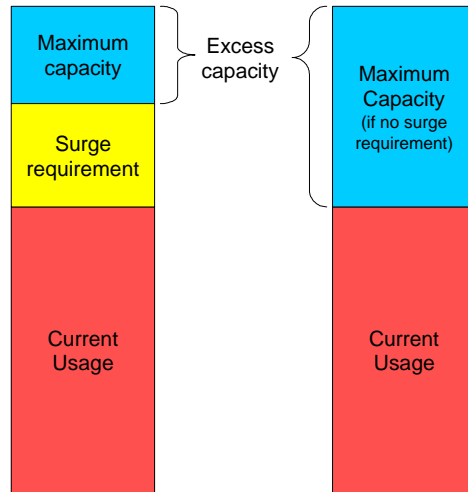 Maximum
capacity
Excess
capacity
Maximum
Capacity
(if no surge
requirement)
Surge
requirement
Current
Usage
Current
Usage